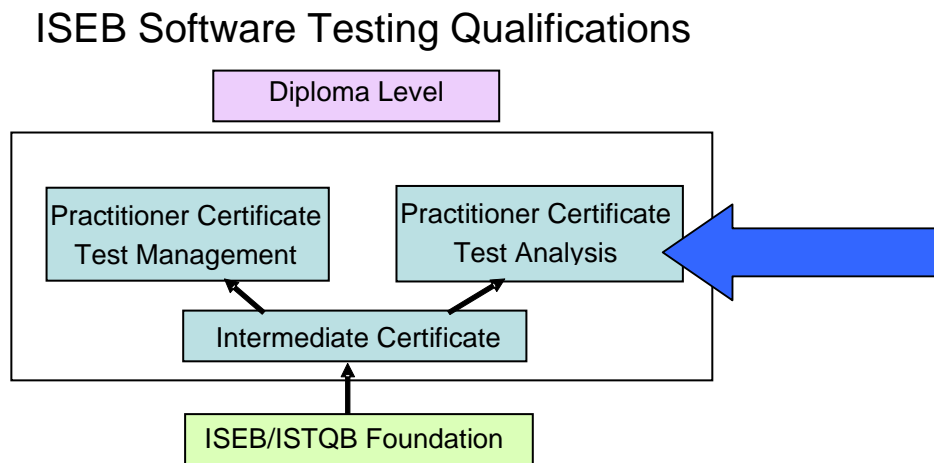 ISEB Software Testing Qualifications
Diploma Level
Practitioner Certificate
Test Management
Practitioner Certificate
Test Analysis
Intermediate Certificate
ISEB/ISTQB Foundation